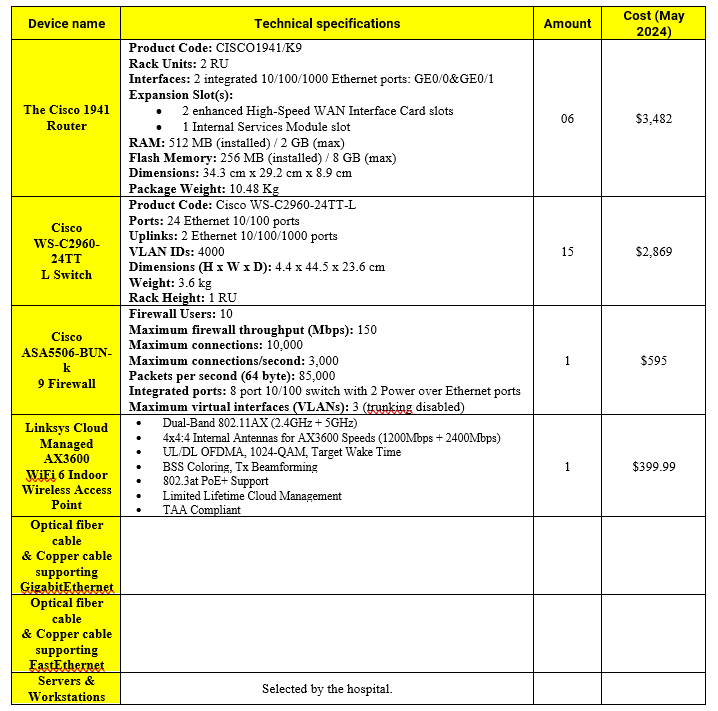 Device name
Technical specifications
Amount
Cost (May
2024)
The Cisco 1941
Router
Product Code: CISCO1941/K9
Rack Units: 2 RU
Interfaces: 2 integrated 10/100/1000 Ethernet ports: GE0/0&GE0/1
Expansion Slot(s):
• 2 enhanced High-Speed WAN Interface Card slots
• 1 Internal Services Module slot
RAM: 512 MB (installed) / 2 GB (max)
Flash Memory: 256 MB (installed) / 8 GB (max)
Dimensions: 34.3 cm x 29.2 cm x 8.9 cm
Package Weight: 10.48 Kg
06
$3,482
Cisco
WS-C2960-
24TT
L Switch
Product Code: Cisco WS-C2960-24TT-L
Ports: 24 Ethernet 10/100 ports
Uplinks: 2 Ethernet 10/100/1000 ports
VLAN IDs: 4000
Dimensions (H x W x D): 4.4 x 44.5 x 23.6 cm
Weight: 3.6 kg
Rack Height: 1 RU
15
$2,869
Cisco
ASA5506-BUN-
k
9 Firewall
Firewall Users: 10
Maximum firewall throughput (Mbps): 150
Maximum connections: 10,000
Maximum connections/second: 3,000
Packets per second (64 byte): 85,000
Integrated ports: 8 port 10/100 switch with 2 Power over Ethernet ports
Maximum virtual interfaces (VLANs): 3 (trunking disabled)
1
$595
Linksys Cloud
Managed
AX3600
WiFi 6 Indoor
Wireless Access
Point
• Dual-Band 802.11AX (2.4GHz + 5GHz)
• 4x4:4 Internal Antennas for AX3600 Speeds (1200Mbps + 2400Mbps)
• UL/DL OFDMA, 1024-QAM, Target Wake Time
• BSS Coloring, Tx Beamforming
• 802.3at PoE+ Support
• Limited Lifetime Cloud Management
• TAA Compliant
1
$399.99
Optical fiber
cable
& Copper cable
supporting
GigabitEthernet
Optical fiber
cable
& Copper cable
supporting
FastEthernet
Servers &
Workstations
Selected by the hospital.